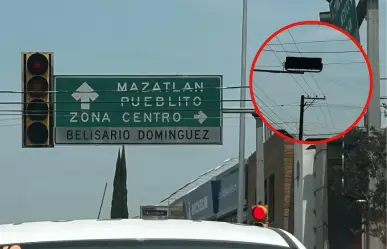 MAZATLAN
PUEBLITO
ZONA CENTRO
BELISARIO DOMINGUEZ